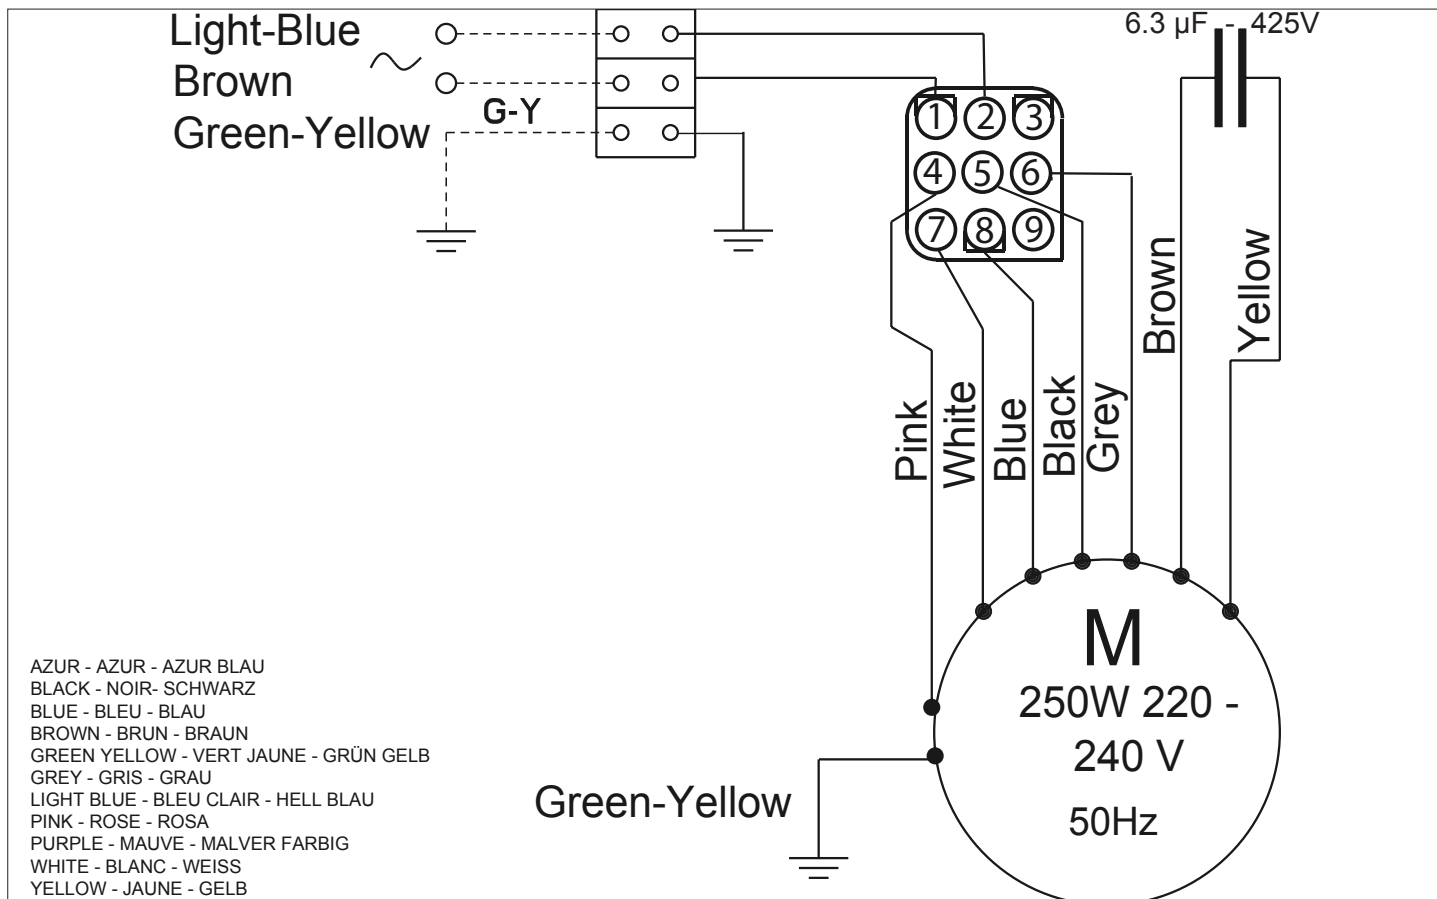 Light-Blue
Brown
Green-Yellow
G-Y
6.3 µF - 425V
1 2 3
4 5 6
7 8 9
Pink
White
Blue
Black
Grey
Brown
Yellow
M
250W 220 -
240 V
50Hz
Green-Yellow
AZUR - AZUR - AZUR BLAU
BLACK - NOIR- SCHWARZ
BLUE - BLEU - BLAU
BROWN - BRUN - BRAUN
GREEN YELLOW - VERT JAUNE - GRÜN GELB
GREY - GRIS - GRAU
LIGHT BLUE - BLEU CLAIR - HELL BLAU
PINK - ROSE - ROSA
PURPLE - MAUVE - MALVER FARBIG
WHITE - BLANC - WEISS
YELLOW - JAUNE - GELB